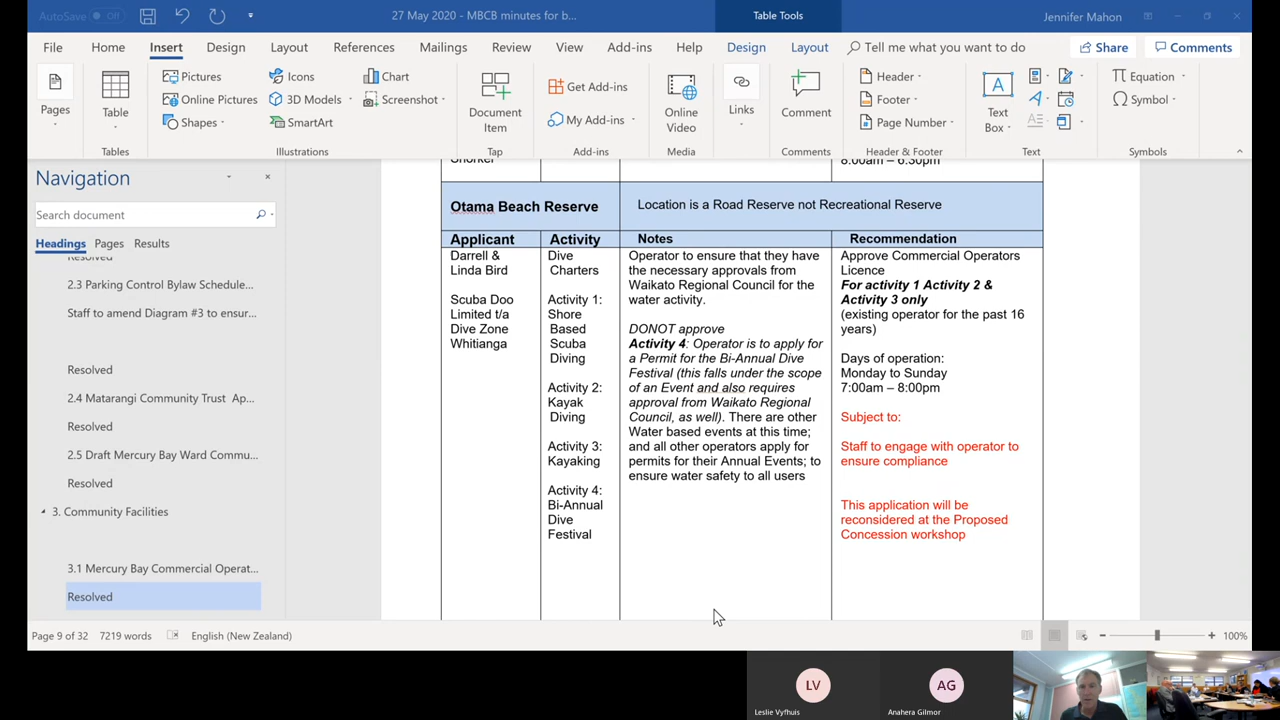 AutoSave Off
27 May 2020 - MBCB minutes for b...
Table Tools
Jennifer Mahon
File Home Insert Design Layout References Mailings Review View Add-ins Help Design Layout Tell me what you want to do Share Comments
Pages
Table
Pictures
Online Pictures
Shapes
Icons
3D Models
SmartArt
Chart
Screenshot
Document
Item
Get Add-ins
My Add-ins
Online
Video
Links
Comment
Header
Footer
Page Number
Text
Box
Equation
Symbol
Tables
Illustrations
Tap
Add-ins
Media
Comments
Header & Footer
Text
Symbols
Navigation
Search document
Headings Pages Results
Resolved
2.3 Parking Control Bylaw Schedule...
Staff to amend Diagram #3 to ensur...
Resolved
2.4 Matarangi Community Trust Ap...
Resolved
2.5 Draft Mercury Bay Ward Commu...
Resolved
3. Community Facilities
3.1 Mercury Bay Commercial Operat...
Resolved
Snorkel
8:00am – 6:30pm
Otama Beach Reserve
Location is a Road Reserve not Recreational Reserve
Applicant
Activity
Notes
Recommendation
Darrell &
Linda Bird
Scuba Doo
Limited t/a
Dive Zone
Whitianga
Dive
Charters
Activity 1:
Shore
Based
Scuba
Diving
Activity 2:
Kayak
Diving
Activity 3:
Kayaking
Activity 4:
Bi-Annual
Dive
Festival
Operator to ensure that they have
the necessary approvals from
Waikato Regional Council for the
water activity.
DONOT approve
Activity 4: Operator is to apply for
a Permit for the Bi-Annual Dive
Festival (this falls under the scope
of an Event and also requires
approval from Waikato Regional
Council, as well). There are other
Water based events at this time;
and all other operators apply for
permits for their Annual Events; to
ensure water safety to all users
Approve Commercial Operators
Licence
For activity 1 Activity 2 &
Activity 3 only
(existing operator for the past 16
years)
Days of operation:
Monday to Sunday
7:00am – 8:00pm
Subject to:
Staff to engage with operator to
ensure compliance
This application will be
reconsidered at the Proposed
Concession workshop
Page 9 of 32 7219 words English (New Zealand) 100%
LV
Leslie Vyfhuis
AG
Anahera Gilmor